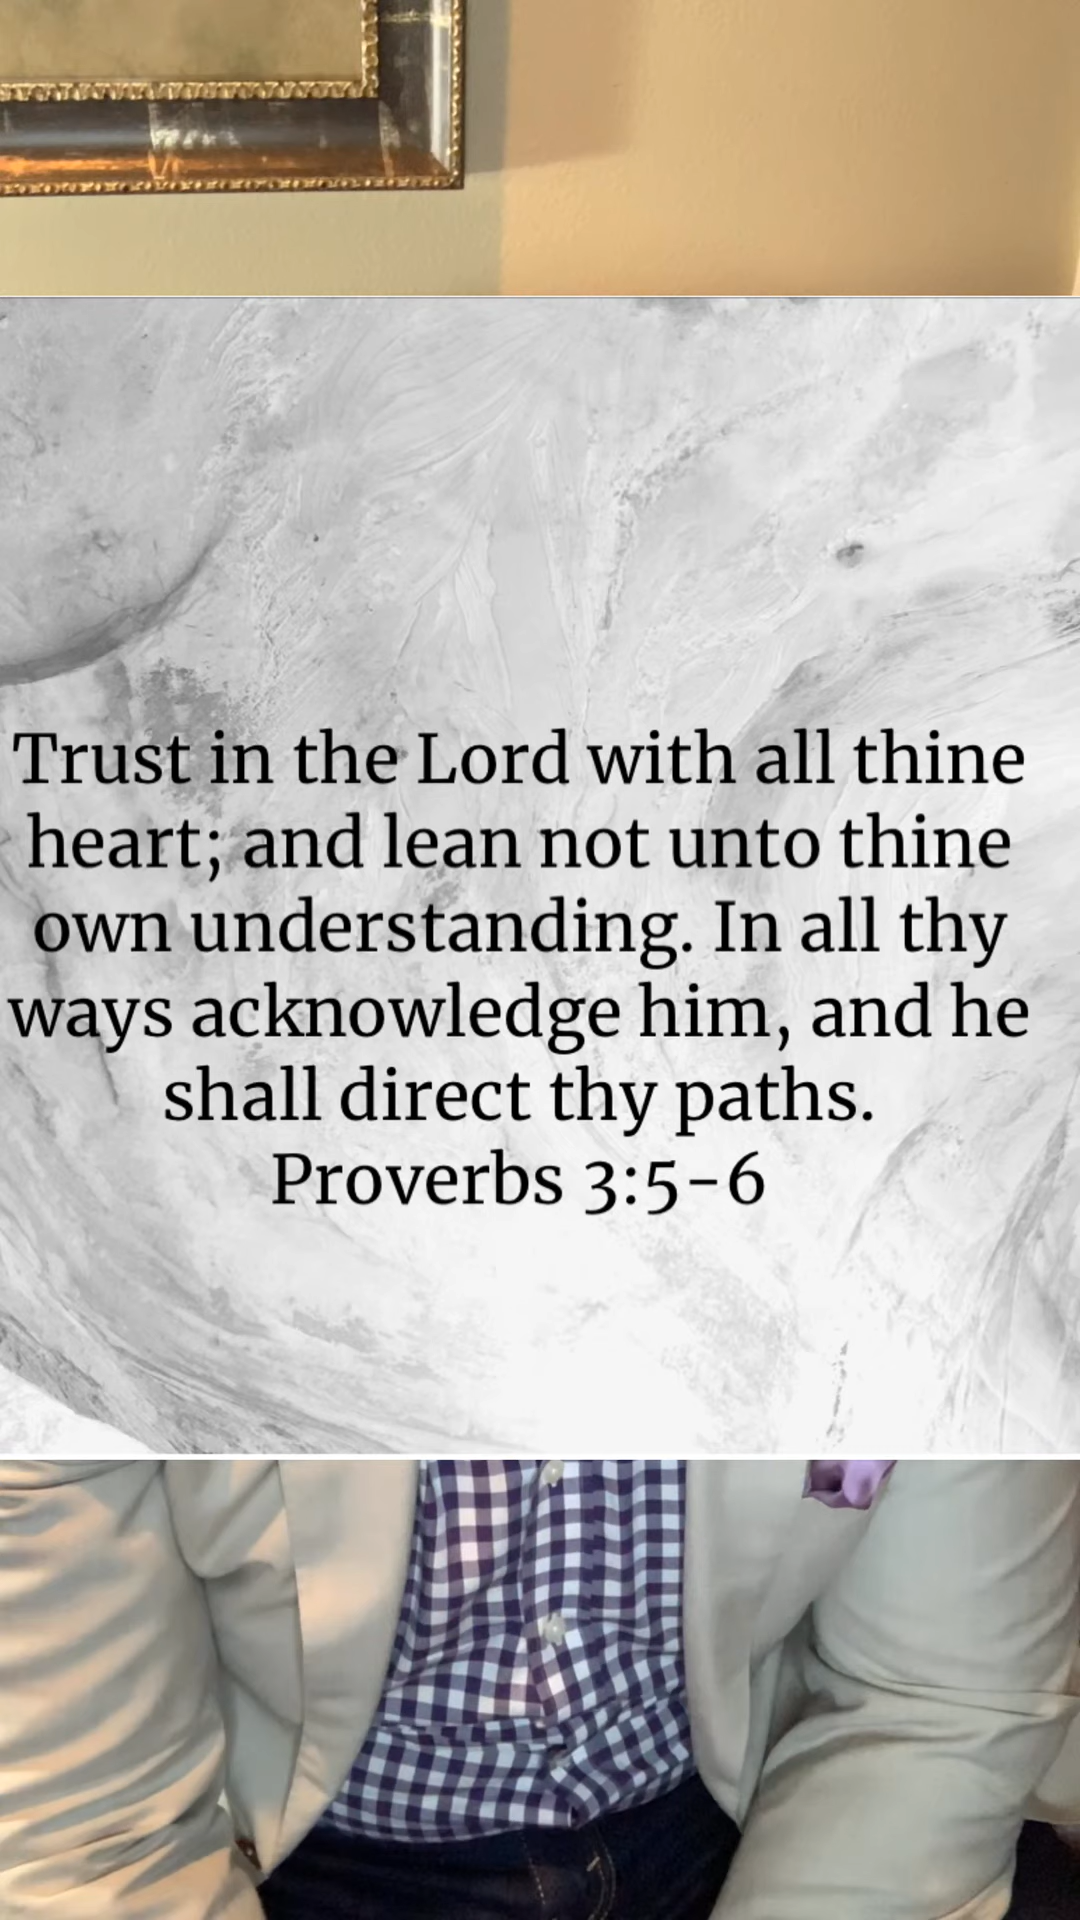 Trust in the Lord with all thine
heart; and lean not unto thine
own understanding. In all thy
ways acknowledge him, and he
shall direct thy paths.
Proverbs 3:5-6